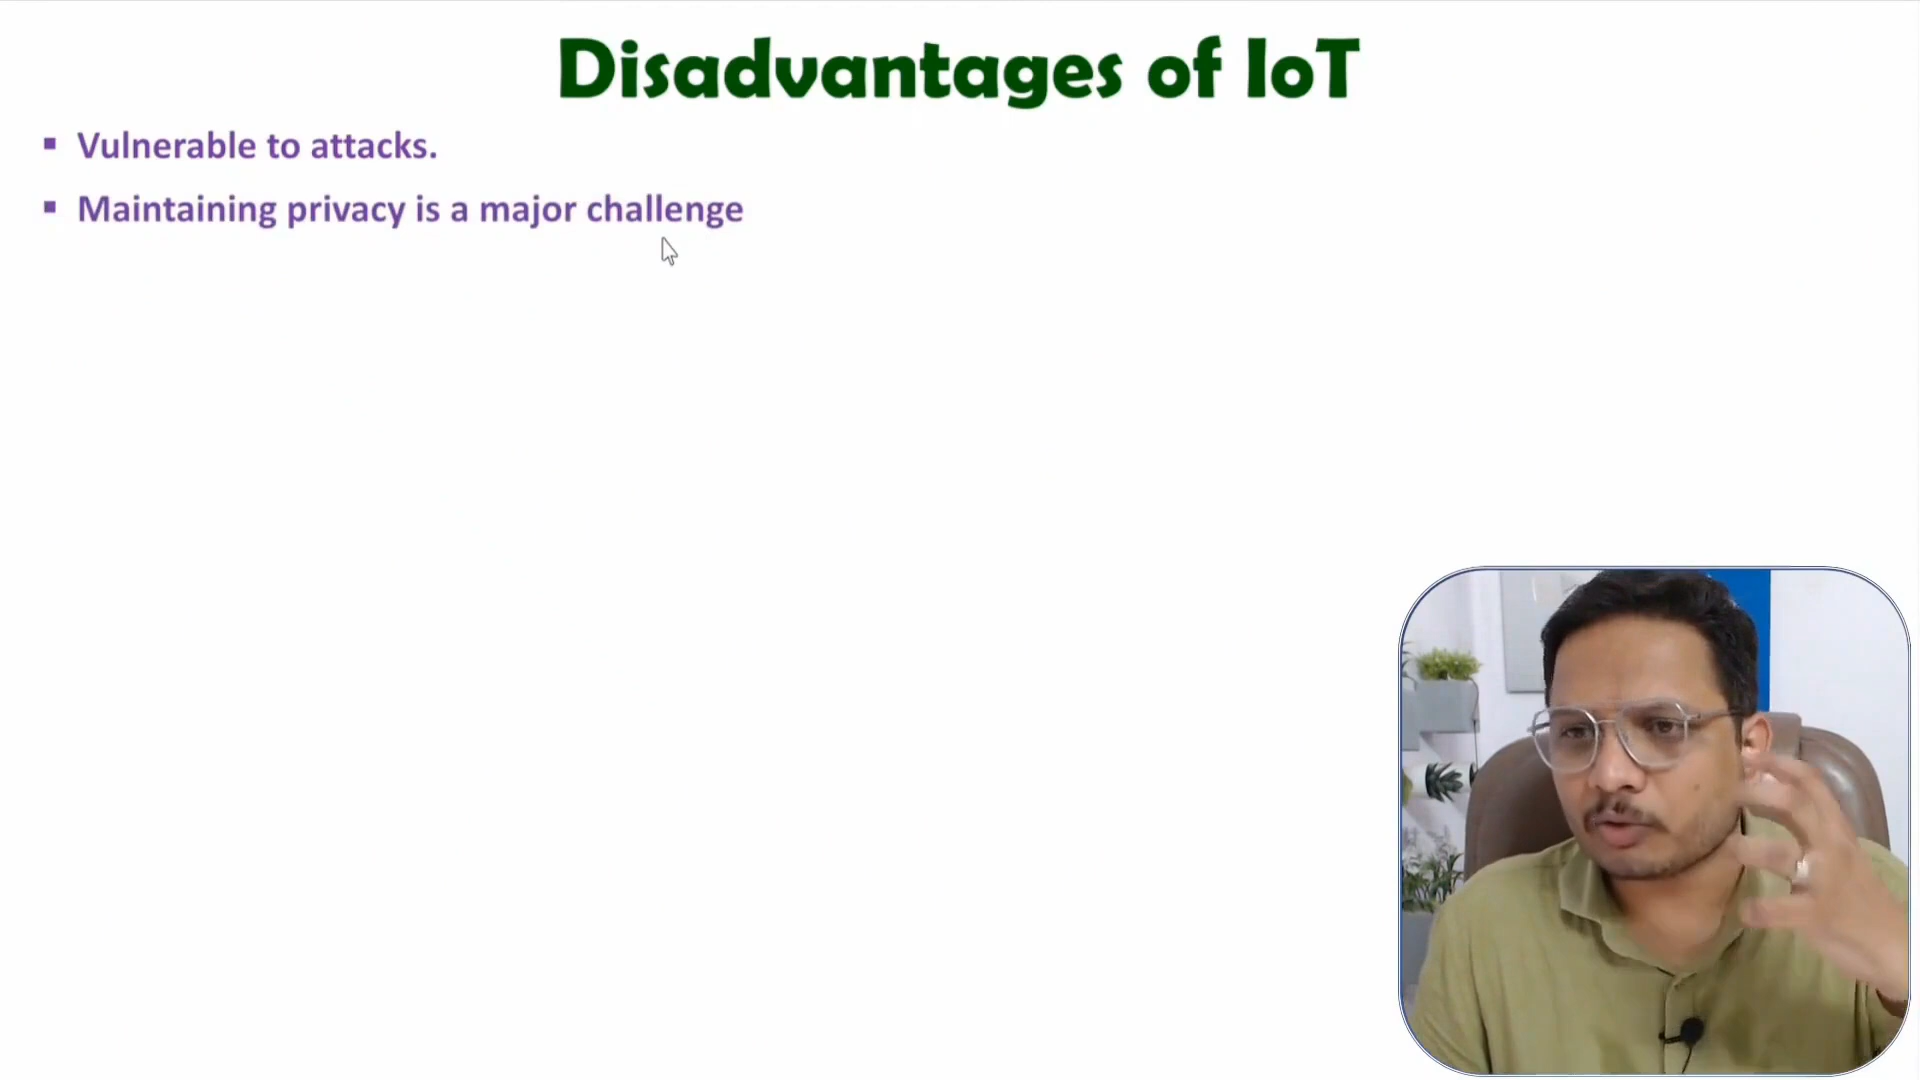 Disadvantages of IoT
▪ Vulnerable to attacks.
▪ Maintaining privacy is a major challenge